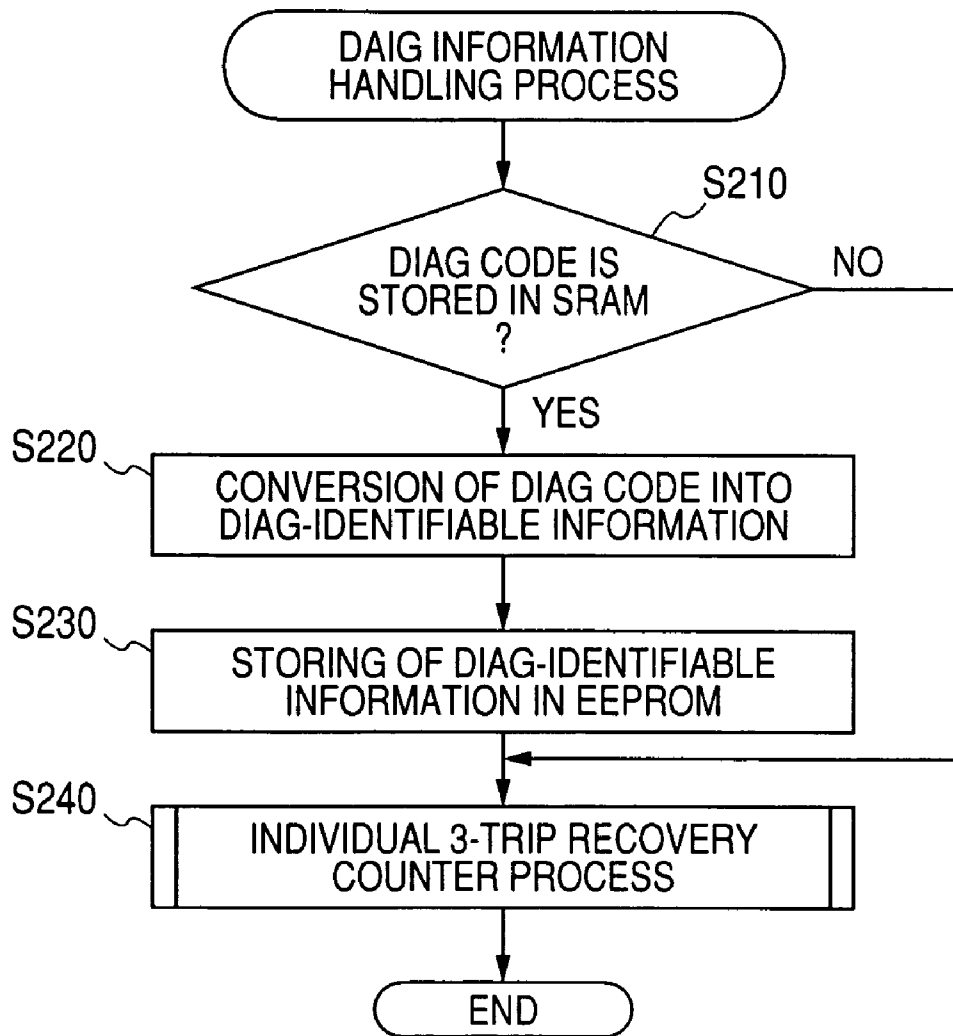 DAIG INFORMATION
HANDLING PROCESS
S210
DIAG CODE IS
STORED IN SRAM
?
NO
YES
S220
CONVERSION OF DIAG CODE INTO
DIAG-IDENTIFIABLE INFORMATION
S230
STORING OF DIAG-IDENTIFIABLE
INFORMATION IN EEPROM
S240
INDIVIDUAL 3-TRIP RECOVERY
COUNTER PROCESS
END